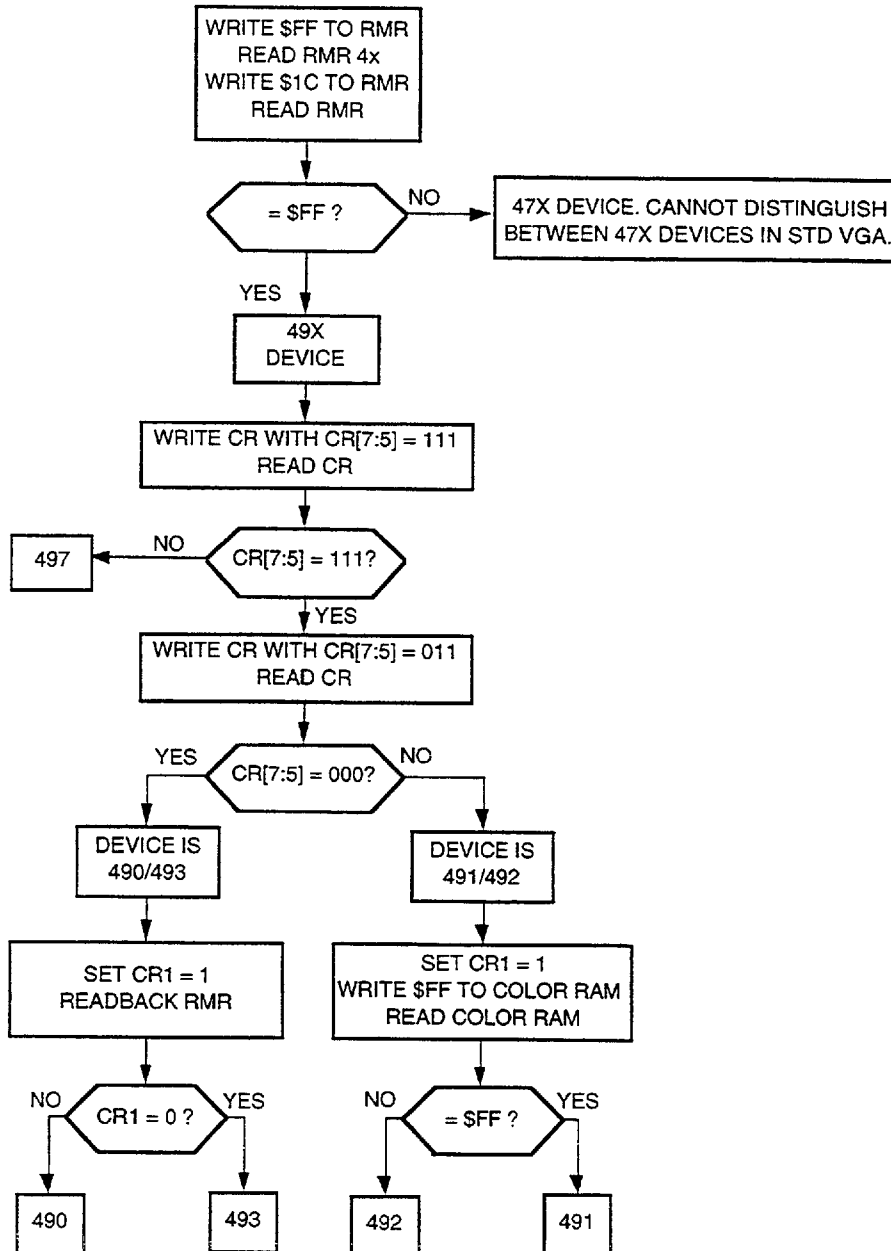 WRITE $FF TO RMR
READ RMR 4x
WRITE $1C TO RMR
READ RMR
= $FF ?
NO
47X DEVICE. CANNOT DISTINGUISH
BETWEEN 47X DEVICES IN STD VGA.
YES
49X
DEVICE
WRITE CR WITH CR[7:5] = 111
READ CR
CR[7:5] = 111?
NO
497
YES
WRITE CR WITH CR[7:5] = 011
READ CR
CR[7:5] = 000?
YES
NO
DEVICE IS
490/493
DEVICE IS
491/492
SET CR1 = 1
READBACK RMR
SET CR1 = 1
WRITE $FF TO COLOR RAM
READ COLOR RAM
NO
CR1 = 0 ?
YES
NO
= $FF ?
YES
490
493
492
491